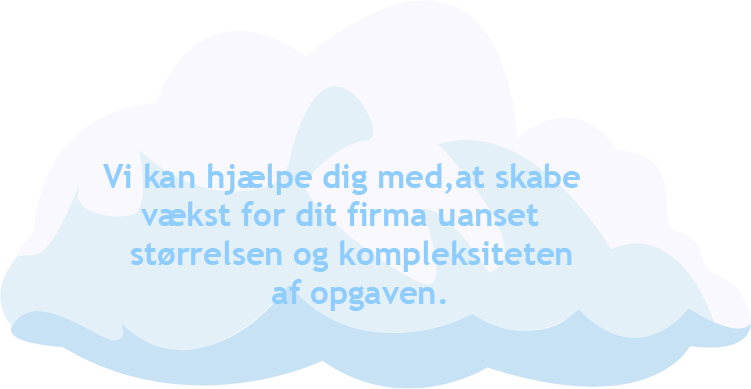 Vi kan hjælpe dig med,at skabe
vækst for dit firma uanset
størrelsen og kompleksiteten
af opgaven.